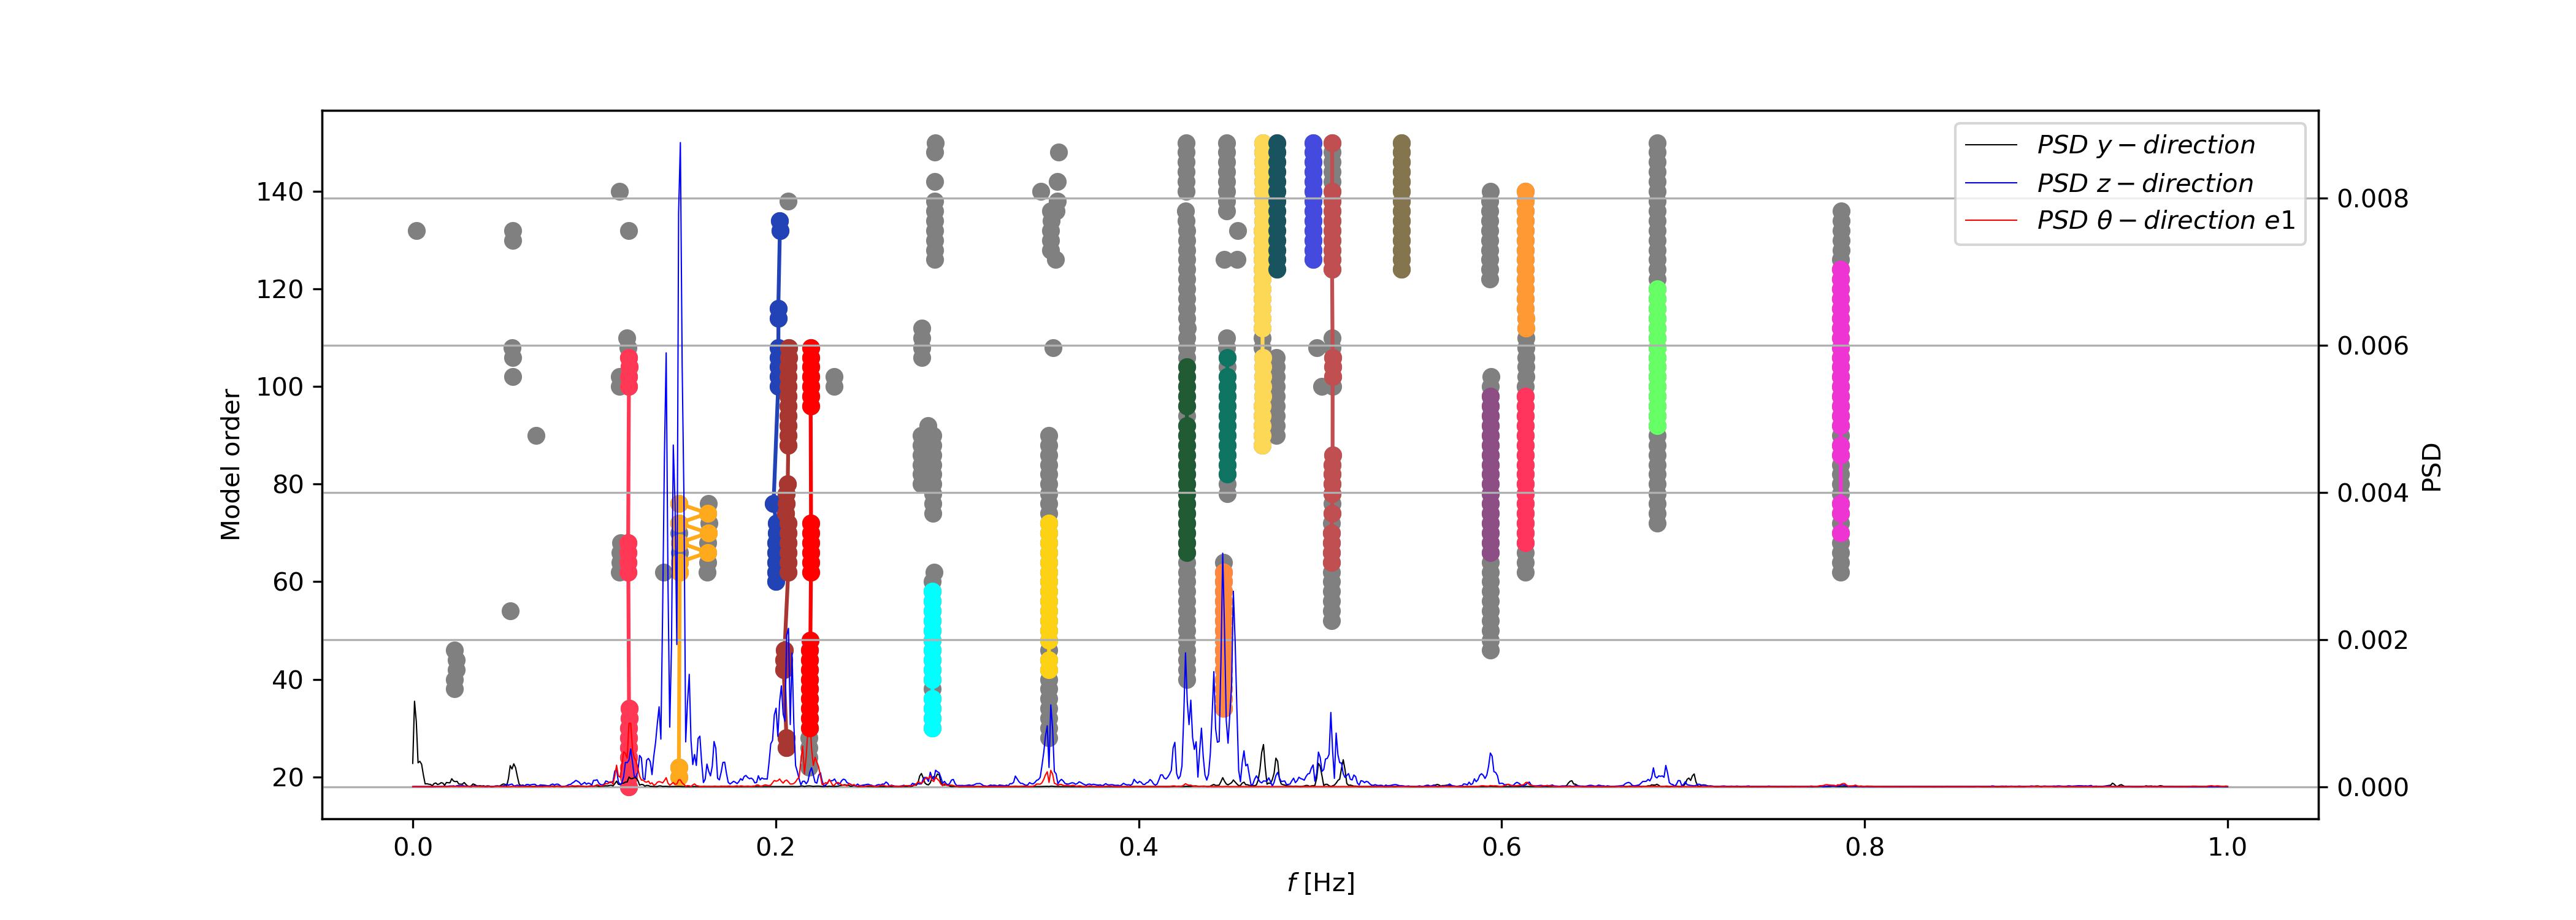 PSD y − direction
PSD z − direction
PSD θ − direction e1
Model order
140
120
100
80
60
40
20
PSD
0.008
0.006
0.004
0.002
0.000
0.0 0.2 0.4 0.6 0.8 1.0
f [Hz]